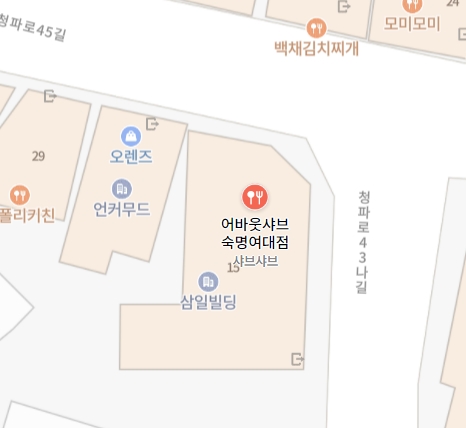 청파로45길
24
모미모미
백채김치찌개
29
오렌즈
폴리키친
언커무드
어바웃샤브
숙명여대점
샤브샤브
15
삼일빌딩
청파로43나길